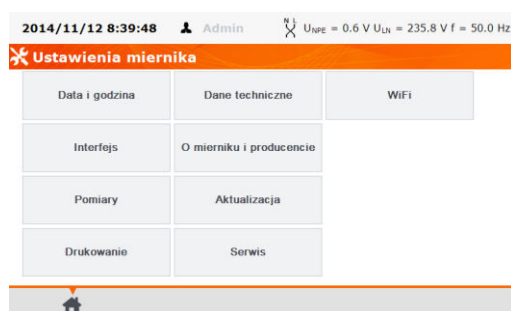 2014/11/12 8:39:48 Admin N L UNPE = 0.6 V ULN = 235.8 V f = 50.0 Hz
Ustawienia miernika
Data i godzina Dane techniczne WiFi
Interfejs O mierniku i producencie
Pomiary Aktualizacja
Drukowanie Serwis